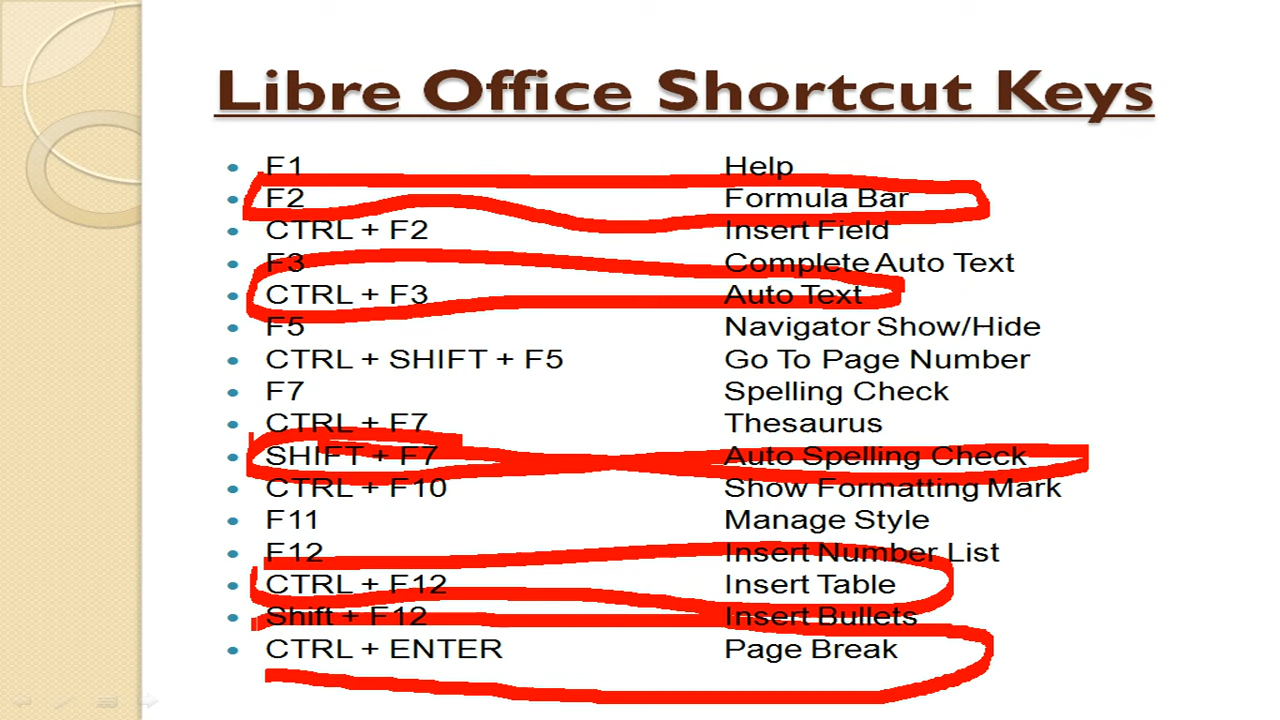 Libre Office Shortcut Keys
F1 Help
F2 Formula Bar
CTRL + F2 Insert Field
F3 Complete Auto Text
CTRL + F3 Auto Text
F5 Navigator Show/Hide
CTRL + SHIFT + F5 Go To Page Number
F7 Spelling Check
CTRL + F7 Thesaurus
SHIFT + F7 Auto Spelling Check
CTRL + F10 Show Formatting Mark
F11 Manage Style
F12 Insert Number List
CTRL + F12 Insert Table
Shift + F12 Insert Bullets
CTRL + ENTER Page Break